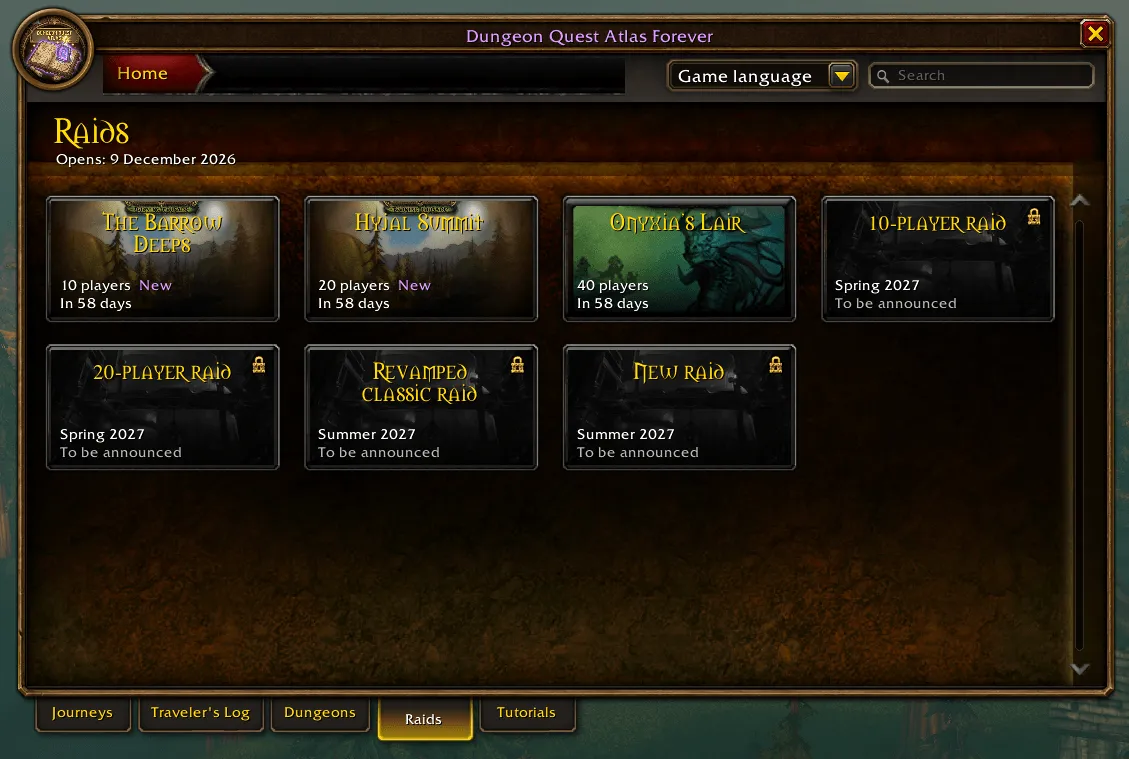 Dungeon Quest Atlas Forever
Home
Game language
Search
Raids
Opens: 9 December 2026
The Barrow
Deeps
10 players New
In 58 days
Hyjal Summit
20 players New
In 58 days
Onyxia's Lair
40 players
In 58 days
10-player raid
Spring 2027
To be announced
20-player raid
Spring 2027
To be announced
Revamped
classic raid
Summer 2027
To be announced
New raid
Summer 2027
To be announced
Journeys
Traveler's Log
Dungeons
Raids
Tutorials